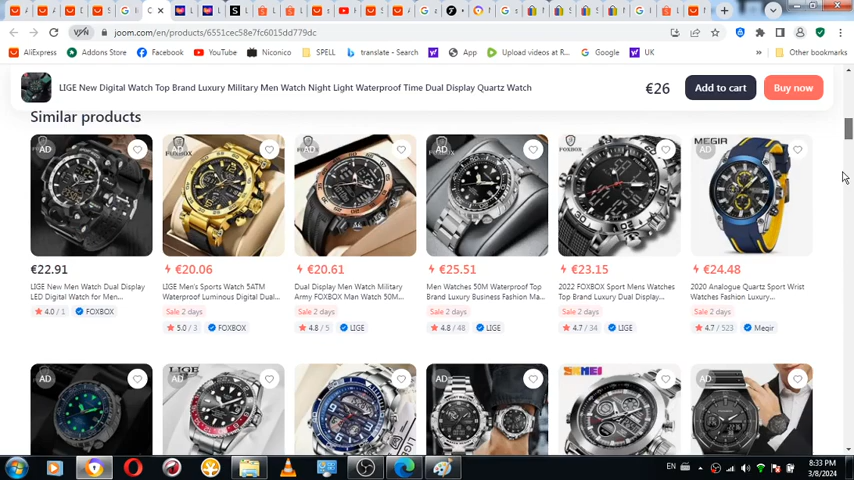 joom.com/en/products/6551cec58e7fc6015dd779dc
AliExpress Addons Store Facebook YouTube Niconico SPELL translate - Search App Upload videos at R... Google UK Other bookmarks
LIGE New Digital Watch Top Brand Luxury Military Men Watch Night Light Waterproof Time Dual Display Quartz Watch €26 Add to cart Buy now
Similar products
AD AD AD AD AD AD
FOXBOX FOXBOX MEGIR
€22.91 €20.06 €20.61 €25.51 €23.15 €24.48
LIGE New Men Watch Dual Display LIGE Men's Sports Watch 5ATM Dual Display Men Watch Military Men Watches 50M Waterproof Top 2022 FOXBOX Sport Mens Watches 2020 Analogue Quartz Sport Wrist
LED Digital Watch for Men... Waterproof Luminous Digital Dual... Army FOXBOX Man Watch 50M... Brand Luxury Business Fashion Ma... Top Brand Luxury Dual Display... Watches Fashion Luxury...
4.0 / 1 FOXBOX Sale 2 days Sale 2 days Sale 2 days Sale 2 days Sale 2 days
5.0 / 3 FOXBOX 4.8 / 5 LIGE 4.8 / 48 LIGE 4.7 / 34 LIGE 4.7 / 523 Megir
LIGE SKMEI
AD AD AD AD AD
EN 8:33 PM
3/8/2024